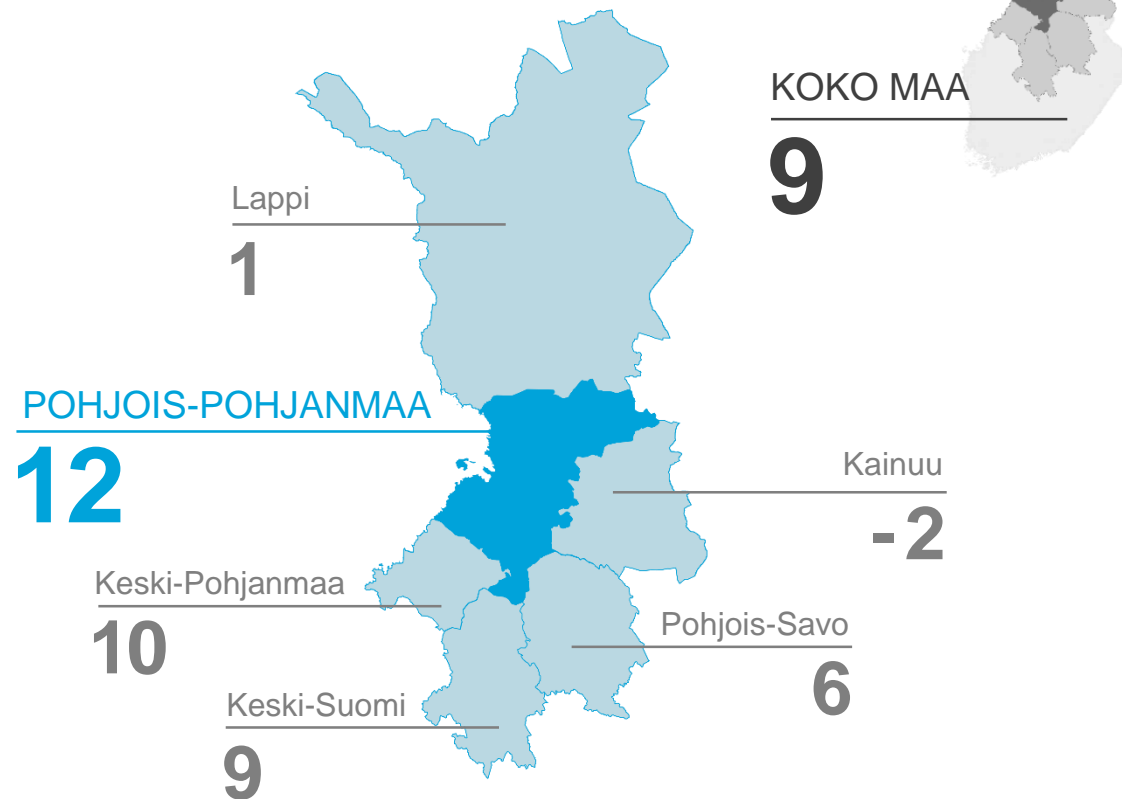 KOKO MAA
9
Lappi
1
POHJOIS-POHJANMAA
12
Kainuu
-2
Keski-Pohjanmaa
10
Pohjois-Savo
6
Keski-Suomi
9